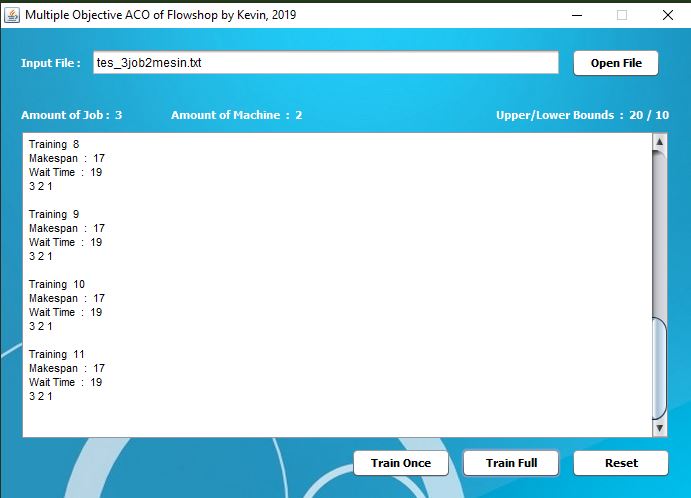 Multiple Objective ACO of Flowshop by Kevin, 2019
Input File : tes_3job2mesin.txt Open File
Amount of Job : 3 Amount of Machine : 2 Upper/Lower Bounds : 20 / 10
Training 8
Makespan : 17
Wait Time : 19
3 2 1
Training 9
Makespan : 17
Wait Time : 19
3 2 1
Training 10
Makespan : 17
Wait Time : 19
3 2 1
Training 11
Makespan : 17
Wait Time : 19
3 2 1
Train Once Train Full Reset